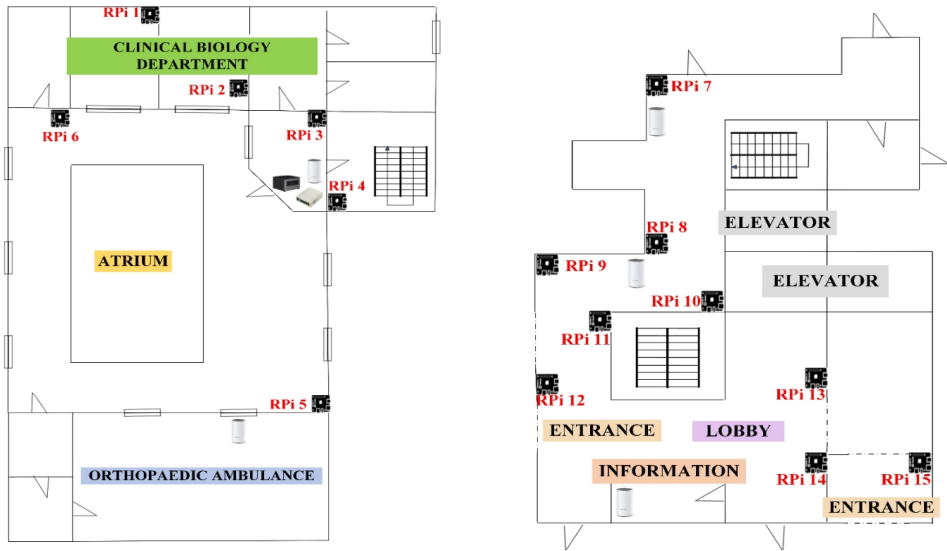 RPi 1
CLINICAL BIOLOGY
DEPARTMENT
RPi 2
RPi 6
RPi 3
RPi 4
ATRIUM
RPi 5
ORTHOPAEDIC AMBULANCE
RPi 7
ELEVATOR
RPi 8
RPi 9
ELEVATOR
RPi 10
RPi 11
RPi 12
RPi 13
ENTRANCE
LOBBY
INFORMATION
RPi 14
RPi 15
ENTRANCE